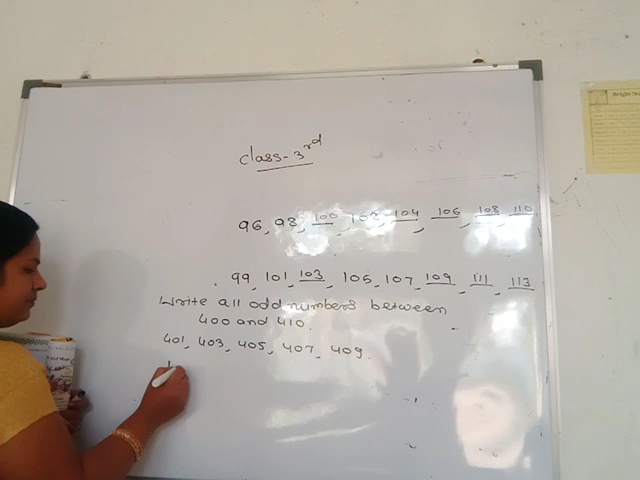 Class-3rd
96, 98, 100, 102, 104, 106, 108, 110
99, 101, 103, 105, 107, 109, 111, 113
Write all odd numbers between
400 and 410.
401, 403, 405, 407, 409.